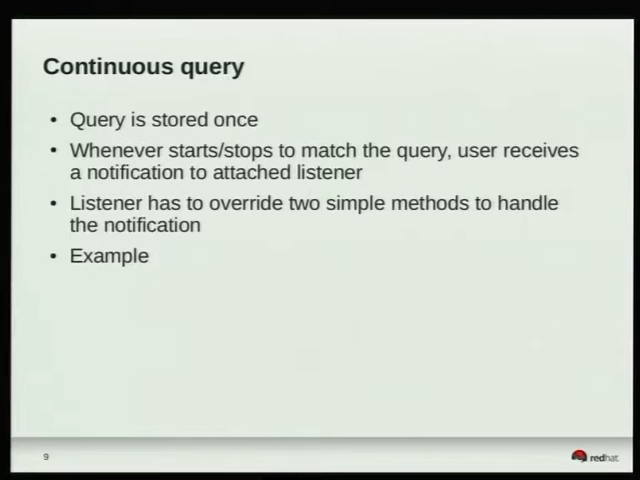 Continuous query
• Query is stored once
• Whenever starts/stops to match the query, user receives
a notification to attached listener
• Listener has to override two simple methods to handle
the notification
• Example
9
redhat